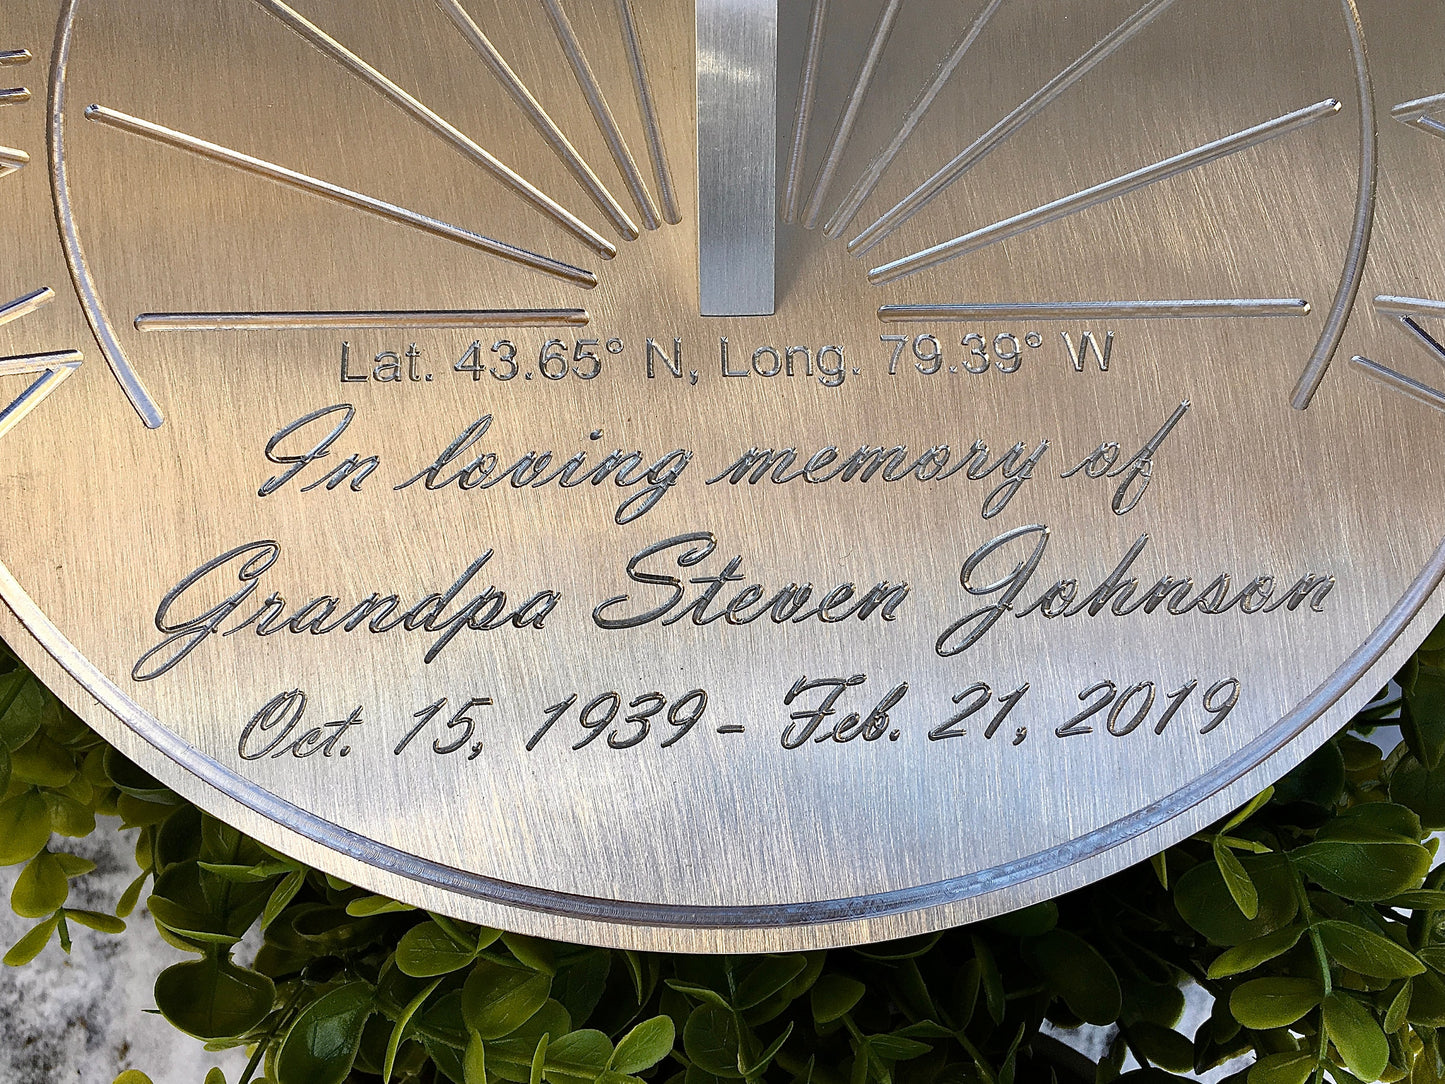 Lat. 43.65° N, Long. 79.39° W
In loving memory of
Grandpa Steven Johnson
Oct. 15, 1939 - Feb. 21, 2019